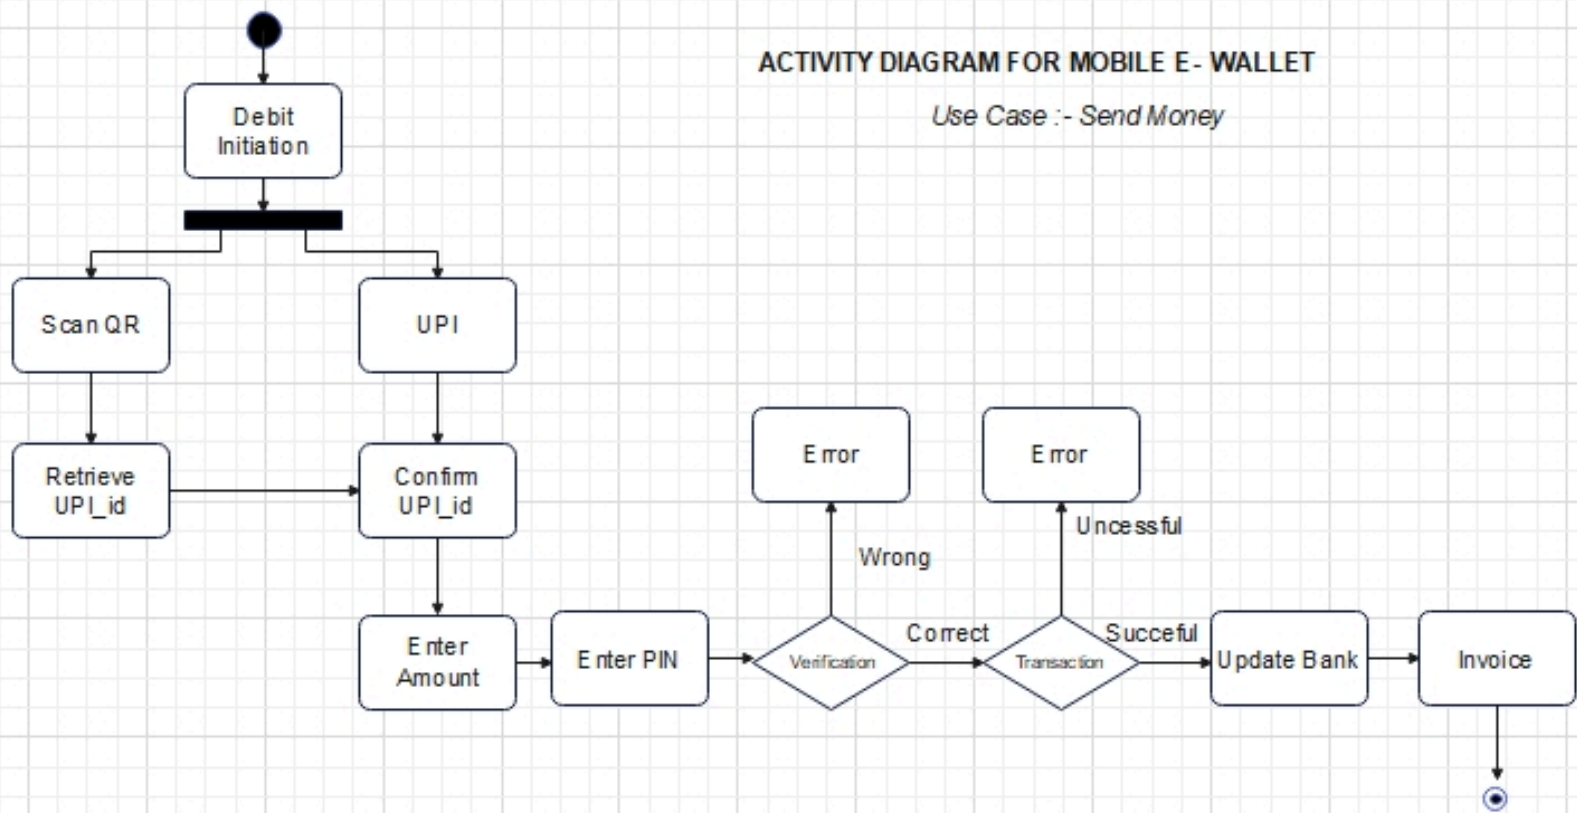 ACTIVITY DIAGRAM FOR MOBILE E- WALLET
Use Case :- Send Money
Debit
Initiation
Scan QR
UPI
Retrieve
UPI_id
Confirm
UPI_id
Error
Error
Uncessful
Wrong
Enter
Amount
Enter PIN
Verification
Correct
Transaction
Succeful
Update Bank
Invoice